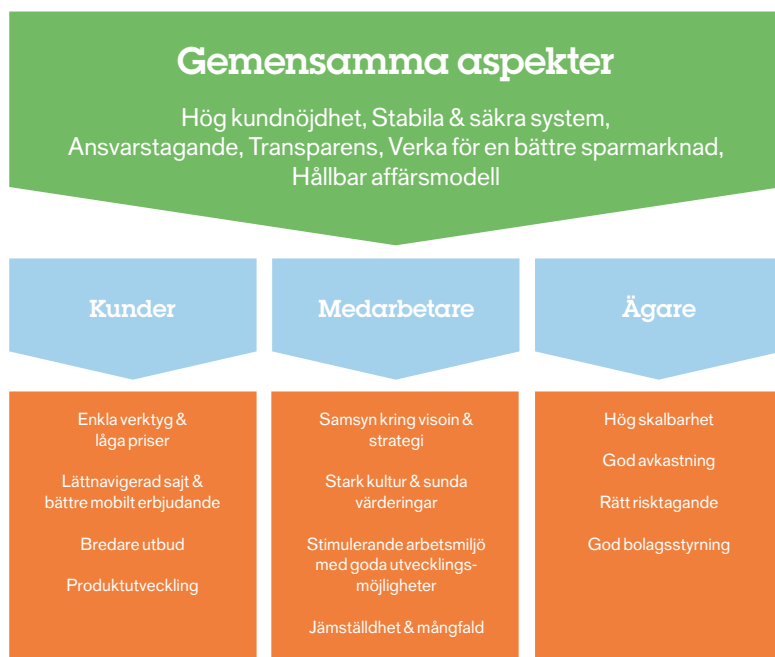 Gemensamma aspekter
Hög kundnöjdhet, Stabila & säkra system,
Ansvarstagande, Transparens, Verka för en bättre sparmarknad,
Hållbar affärsmodell
Kunder
Enkla verktyg &
låga priser
Lättnavigerad sajt &
bättre mobilt erbjudande
Bredare utbud
Produktutveckling
Medarbetare
Samsyn kring visoin &
strategi
Stark kultur & sunda
värderingar
Stimulerande arbetsmiljö
med goda utvecklings-
möjligheter
Jämställdhet & mångfald
Ägare
Hög skalbarhet
God avkastning
Rätt risktagande
God bolagsstyrning